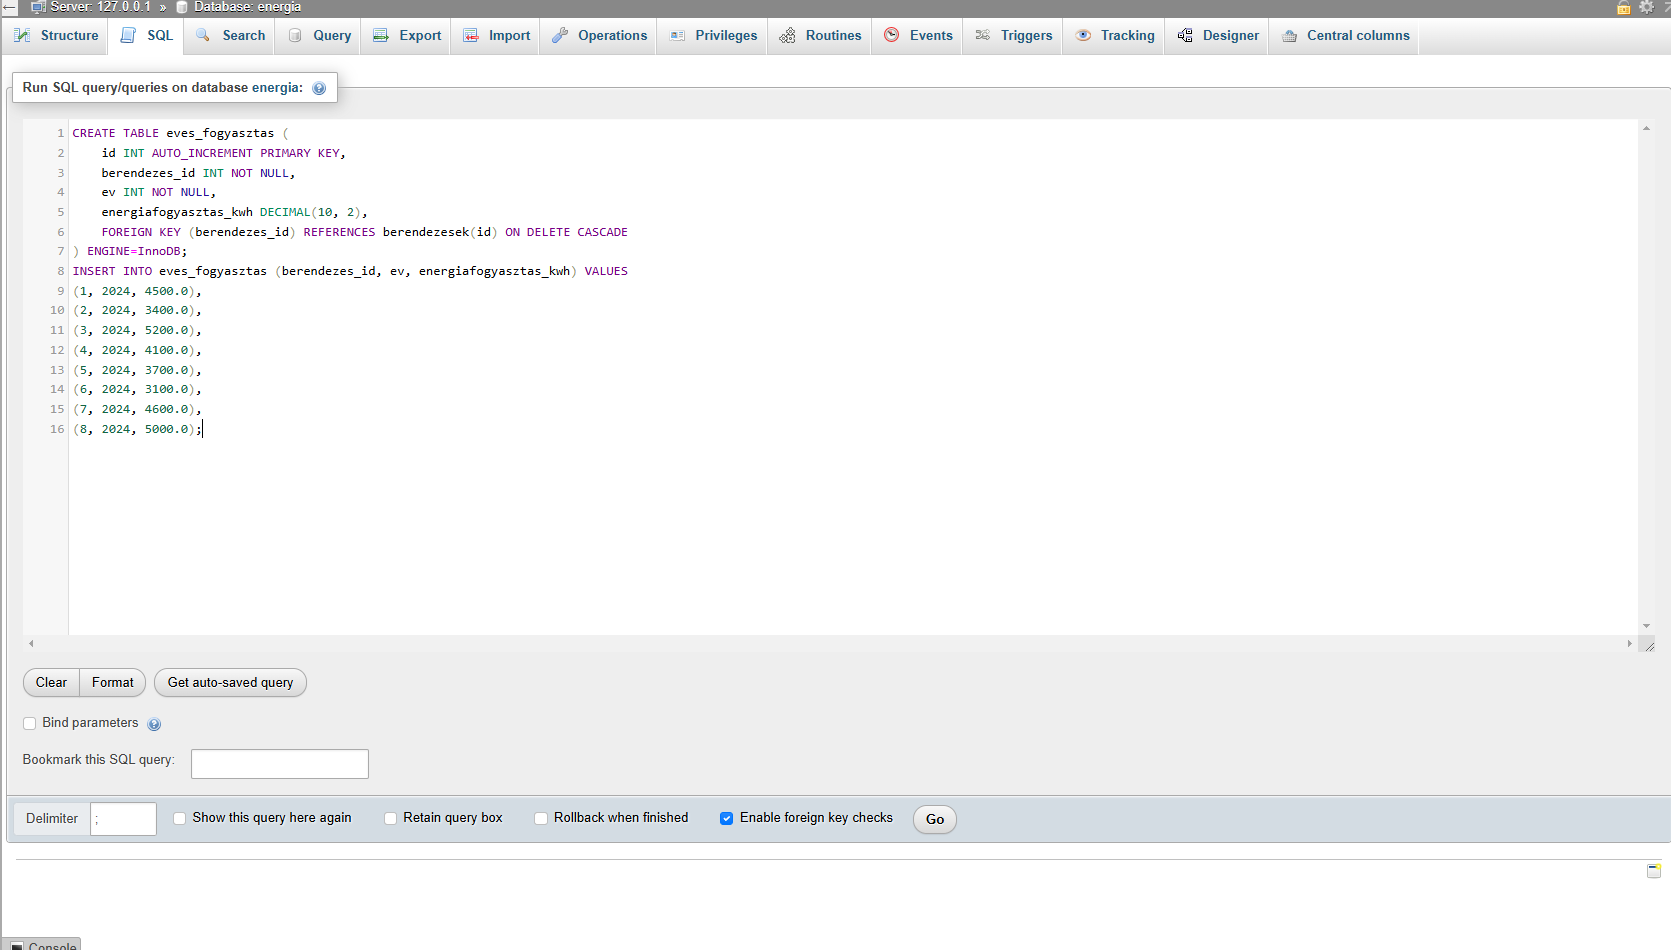 Server: 127.0.0.1 » Database: energia
Structure SQL Search Query Export Import Operations Privileges Routines Events Triggers Tracking Designer Central columns
Run SQL query/queries on database energia:
1 CREATE TABLE eves_fogyasztas (
2 id INT AUTO_INCREMENT PRIMARY KEY,
3 berendezes_id INT NOT NULL,
4 ev INT NOT NULL,
5 energiafogyasztas_kwh DECIMAL(10, 2),
6 FOREIGN KEY (berendezes_id) REFERENCES berendezesek(id) ON DELETE CASCADE
7 ) ENGINE=InnoDB;
8 INSERT INTO eves_fogyasztas (berendezes_id, ev, energiafogyasztas_kwh) VALUES
9 (1, 2024, 4500.0),
10 (2, 2024, 3400.0),
11 (3, 2024, 5200.0),
12 (4, 2024, 4100.0),
13 (5, 2024, 3700.0),
14 (6, 2024, 3100.0),
15 (7, 2024, 4600.0),
16 (8, 2024, 5000.0);
Clear Format Get auto-saved query
Bind parameters
Bookmark this SQL query:
Delimiter ; Show this query here again Retain query box Rollback when finished Enable foreign key checks Go
Console